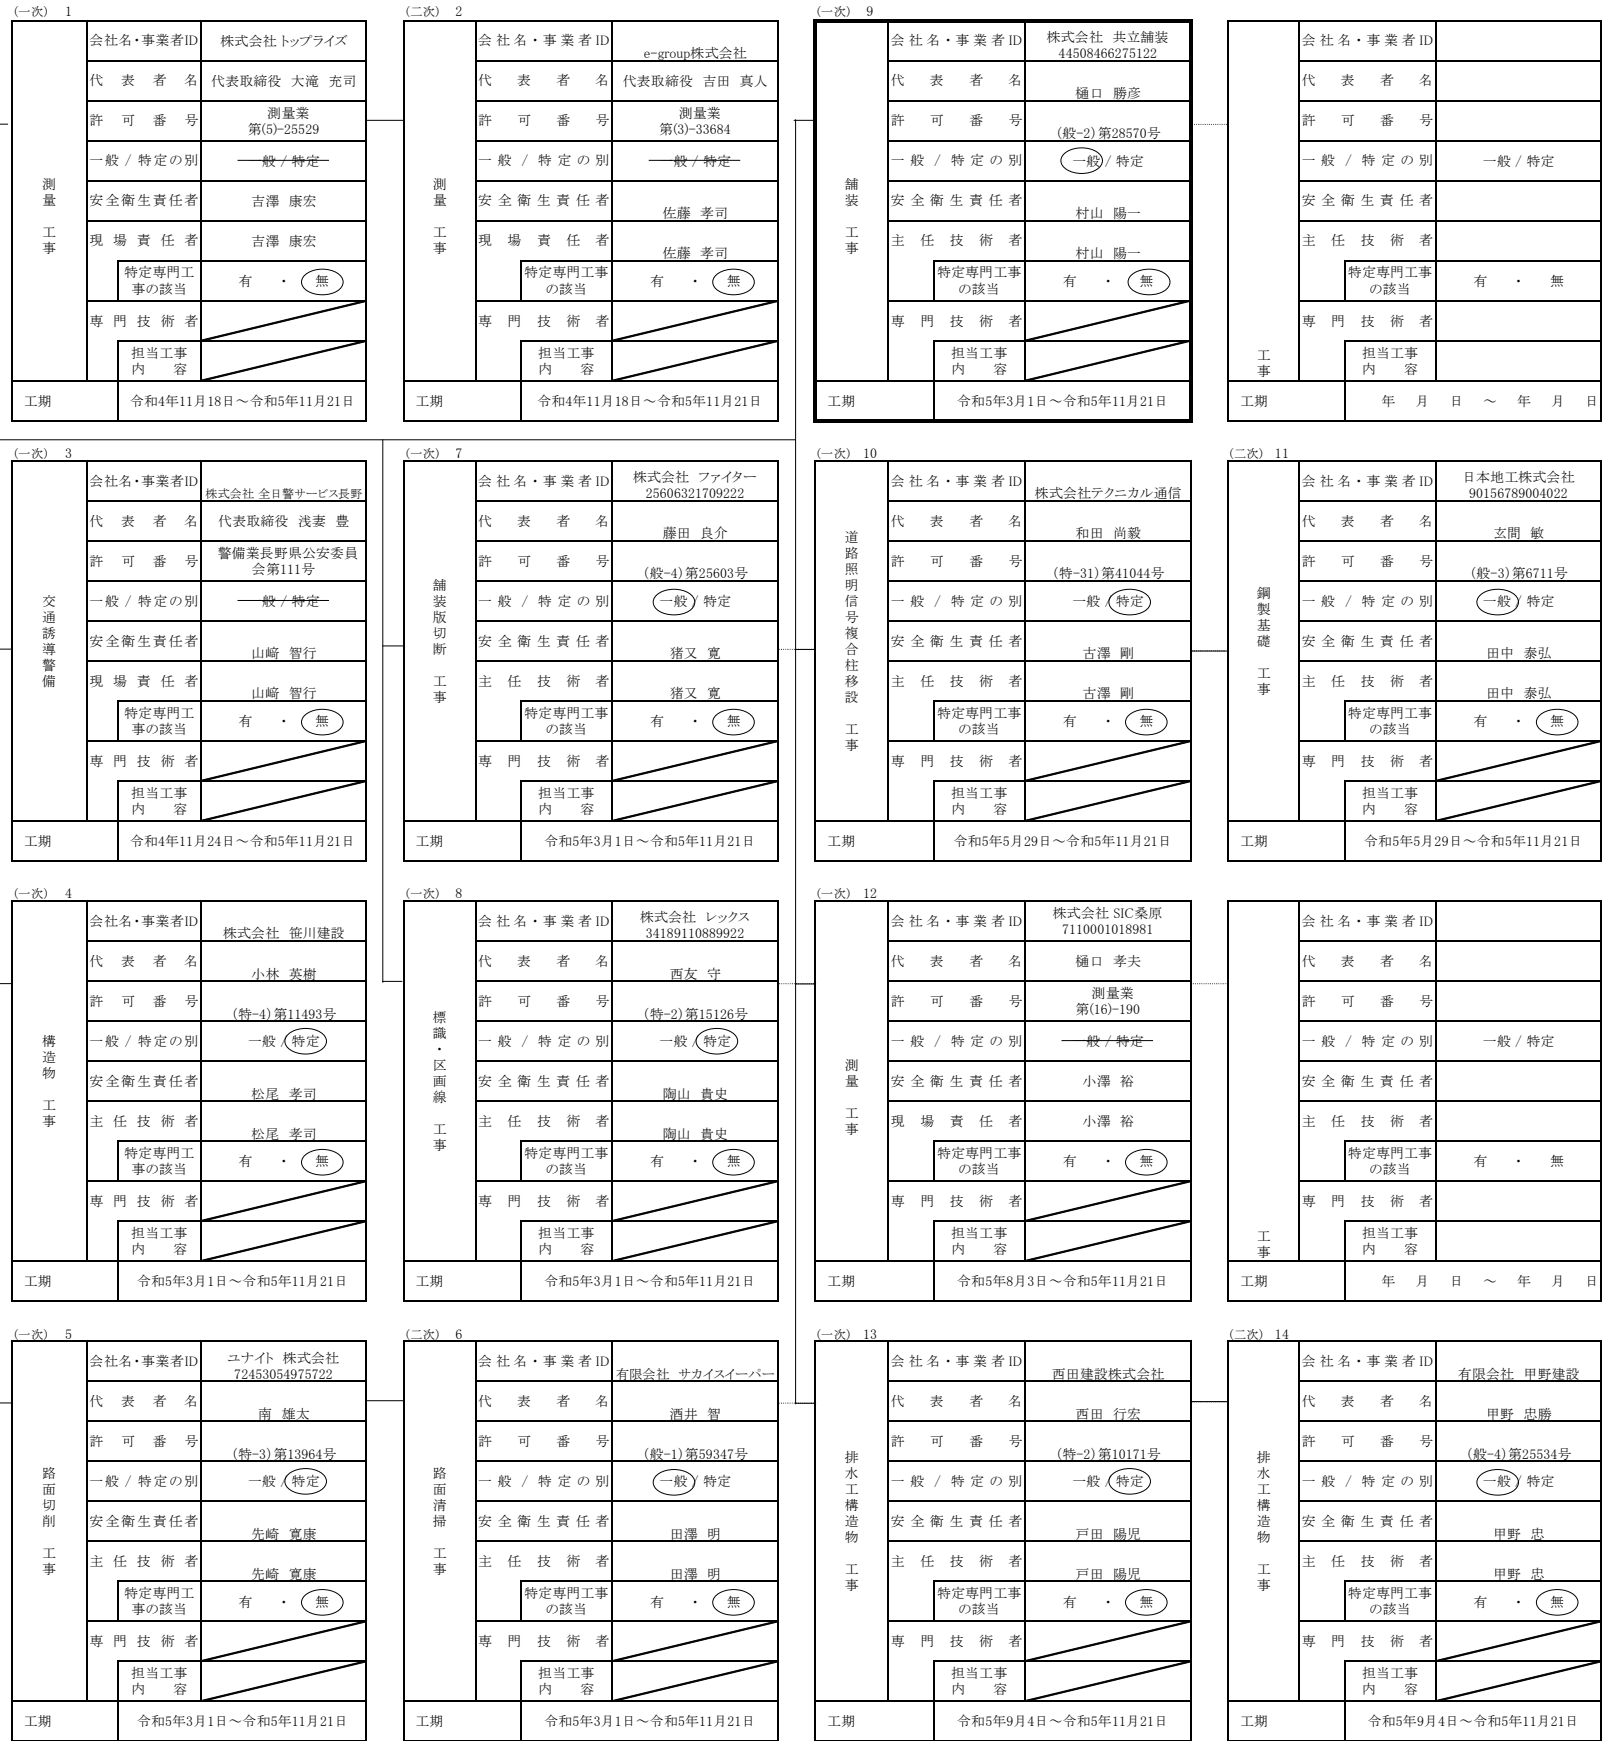 (一次) 1
測量 工事
会社名・事業者ID 株式会社トップライズ
代表者名 代表取締役 大滝 充司
許可番号 測量業
第(5)-25529
一般 / 特定の別 一般 / 特定
安全衛生責任者 吉澤 康宏
現場責任者 吉澤 康宏
特定専門工
事の該当 有 ・ 無
専門技術者
担当工事
内 容
工期 令和4年11月18日～令和5年11月21日
(二次) 2
測量 工事
会社名・事業者ID e-group株式会社
代表者名 代表取締役 吉田 真人
許可番号 測量業
第(3)-33684
一般 / 特定の別 一般 / 特定
安全衛生責任者 佐藤 孝司
現場責任者 佐藤 孝司
特定専門工事
の該当 有 ・ 無
専門技術者
担当工事
内 容
工期 令和4年11月18日～令和5年11月21日
(一次) 9
舗装 工事
会社名・事業者ID 株式会社 共立舗装
44508466275122
代表者名 樋口 勝彦
許可番号 (般-2)第28570号
一般 / 特定の別 一般 / 特定
安全衛生責任者 村山 陽一
主任技術者 村山 陽一
特定専門工事
の該当 有 ・ 無
専門技術者
担当工事
内 容
工期 令和5年3月1日～令和5年11月21日
工事
会社名・事業者ID
代表者名
許可番号
一般 / 特定の別 一般 / 特定
安全衛生責任者
主任技術者
特定専門工事
の該当 有 ・ 無
専門技術者
担当工事
内 容
工期 年 月 日 ～ 年 月 日
(一次) 3
交通誘導警備
会社名・事業者ID 株式会社 全日警サービス長野
代表者名 代表取締役 浅妻 豊
許可番号 警備業長野県公安委員
会第111号
一般 / 特定の別 一般 / 特定
安全衛生責任者 山﨑 智行
現場責任者 山﨑 智行
特定専門工
事の該当 有 ・ 無
専門技術者
担当工事
内 容
工期 令和4年11月24日～令和5年11月21日
(一次) 7
舗装版切断 工事
会社名・事業者ID 株式会社 ファイター
25606321709222
代表者名 藤田 良介
許可番号 (般-4)第25603号
一般 / 特定の別 一般 / 特定
安全衛生責任者 猪又 寛
主任技術者 猪又 寛
特定専門工事
の該当 有 ・ 無
専門技術者
担当工事
内 容
工期 令和5年3月1日～令和5年11月21日
(一次) 10
道路照明信号複合柱移設 工事
会社名・事業者ID 株式会社テクニカル通信
代表者名 和田 尚毅
許可番号 (特-31)第41044号
一般 / 特定の別 一般 / 特定
安全衛生責任者 古澤 剛
主任技術者 古澤 剛
特定専門工事
の該当 有 ・ 無
専門技術者
担当工事
内 容
工期 令和5年5月29日～令和5年11月21日
(二次) 11
鋼製基礎 工事
会社名・事業者ID 日本地工株式会社
90156789004022
代表者名 玄間 敏
許可番号 (般-3)第6711号
一般 / 特定の別 一般 / 特定
安全衛生責任者 田中 泰弘
主任技術者 田中 泰弘
特定専門工事
の該当 有 ・ 無
専門技術者
担当工事
内 容
工期 令和5年5月29日～令和5年11月21日
(一次) 4
構造物 工事
会社名・事業者ID 株式会社 笹川建設
代表者名 小林 英樹
許可番号 (特-4)第11493号
一般 / 特定の別 一般 / 特定
安全衛生責任者 松尾 孝司
主任技術者 松尾 孝司
特定専門工
事の該当 有 ・ 無
専門技術者
担当工事
内 容
工期 令和5年3月1日～令和5年11月21日
(一次) 8
標識・区画線 工事
会社名・事業者ID 株式会社 レックス
34189110889922
代表者名 西友 守
許可番号 (特-2)第15126号
一般 / 特定の別 一般 / 特定
安全衛生責任者 陶山 貴史
主任技術者 陶山 貴史
特定専門工事
の該当 有 ・ 無
専門技術者
担当工事
内 容
工期 令和5年3月1日～令和5年11月21日
(一次) 12
測量 工事
会社名・事業者ID 株式会社 SIC桑原
7110001018981
代表者名 樋口 孝夫
許可番号 測量業
第(16)-190
一般 / 特定の別 一般 / 特定
安全衛生責任者 小澤 裕
現場責任者 小澤 裕
特定専門工事
の該当 有 ・ 無
専門技術者
担当工事
内 容
工期 令和5年8月3日～令和5年11月21日
工事
会社名・事業者ID
代表者名
許可番号
一般 / 特定の別 一般 / 特定
安全衛生責任者
主任技術者
特定専門工事
の該当 有 ・ 無
専門技術者
担当工事
内 容
工期 年 月 日 ～ 年 月 日
(一次) 5
路面切削 工事
会社名・事業者ID ユナイト 株式会社
72453054975722
代表者名 南 雄太
許可番号 (特-3)第13964号
一般 / 特定の別 一般 / 特定
安全衛生責任者 先崎 寛康
主任技術者 先崎 寛康
特定専門工
事の該当 有 ・ 無
専門技術者
担当工事
内 容
工期 令和5年3月1日～令和5年11月21日
(二次) 6
路面清掃 工事
会社名・事業者ID 有限会社 サカイスイーパー
代表者名 酒井 智
許可番号 (般-1)第59347号
一般 / 特定の別 一般 / 特定
安全衛生責任者 田澤 明
主任技術者 田澤 明
特定専門工事
の該当 有 ・ 無
専門技術者
担当工事
内 容
工期 令和5年3月1日～令和5年11月21日
(一次) 13
排水工構造物 工事
会社名・事業者ID 西田建設株式会社
代表者名 西田 行宏
許可番号 (特-2)第10171号
一般 / 特定の別 一般 / 特定
安全衛生責任者 戸田 陽児
主任技術者 戸田 陽児
特定専門工事
の該当 有 ・ 無
専門技術者
担当工事
内 容
工期 令和5年9月4日～令和5年11月21日
(二次) 14
排水工構造物 工事
会社名・事業者ID 有限会社 甲野建設
代表者名 甲野 忠勝
許可番号 (般-4)第25534号
一般 / 特定の別 一般 / 特定
安全衛生責任者 甲野 忠
主任技術者 甲野 忠
特定専門工事
の該当 有 ・ 無
専門技術者
担当工事
内 容
工期 令和5年9月4日～令和5年11月21日